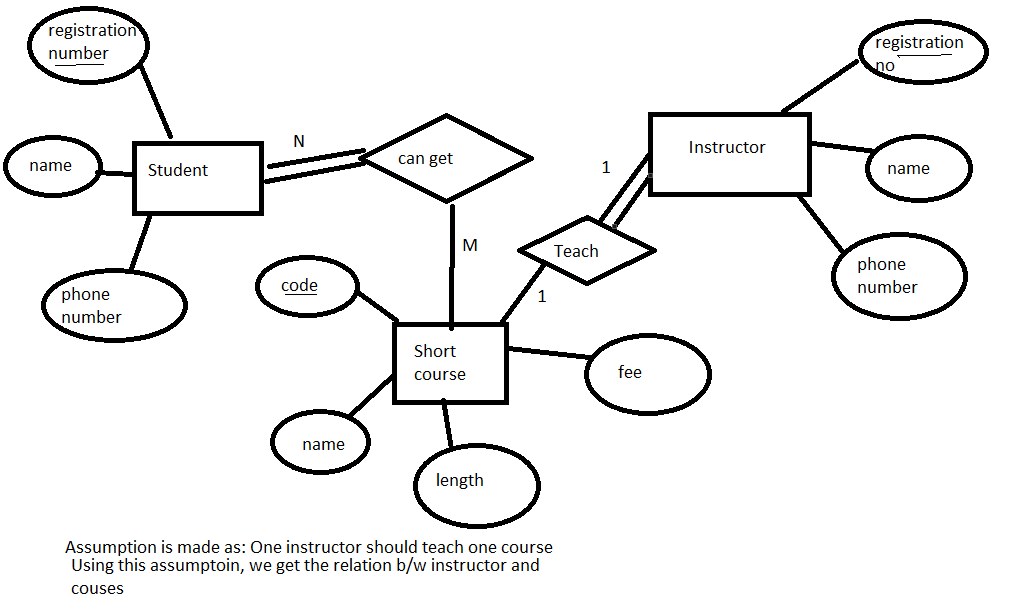 registration
number
registration
no
N
can get
Instructor
name
Student
1
name
M
Teach
phone
number
code
1
phone
number
Short
course
fee
name
length
Assumption is made as: One instructor should teach one course
Using this assumptoin, we get the relation b/w instructor and
couses